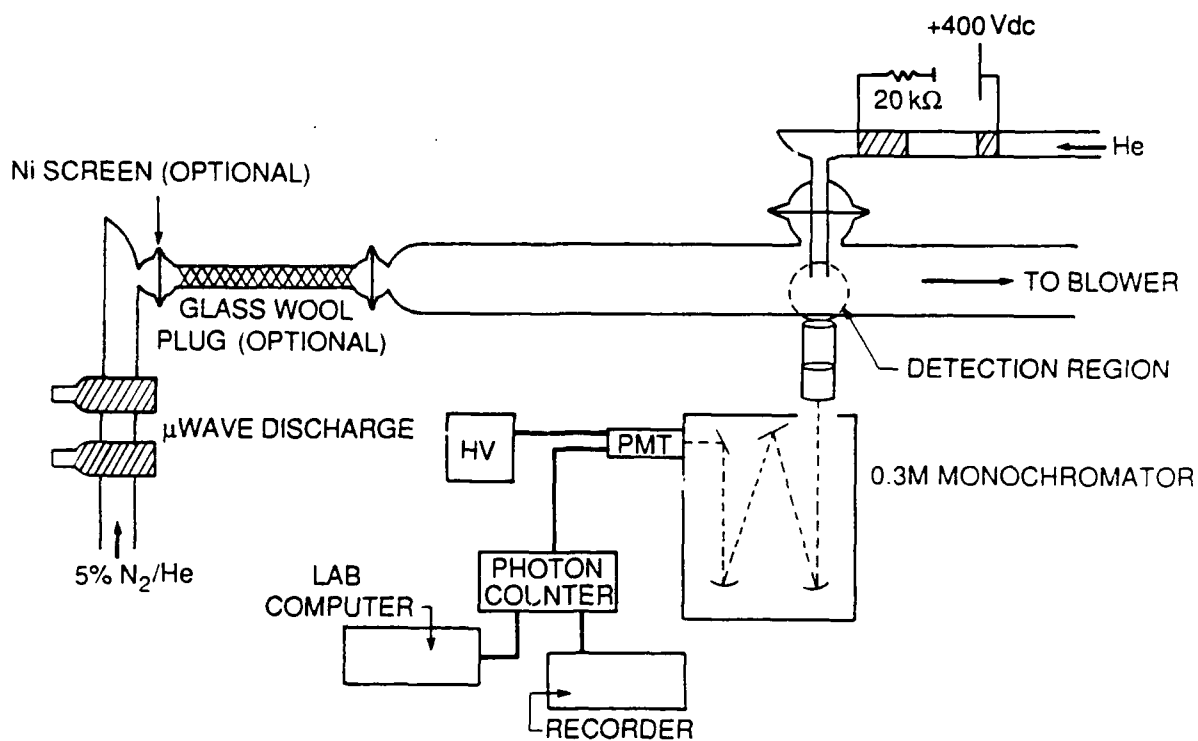 +400 Vdc
20 kΩ
He
Ni SCREEN (OPTIONAL)
GLASS WOOL
PLUG (OPTIONAL)
TO BLOWER
DETECTION REGION
μWAVE DISCHARGE
HV
PMT
0.3M MONOCHROMATOR
5% N₂/He
PHOTON
COUNTER
LAB
COMPUTER
RECORDER